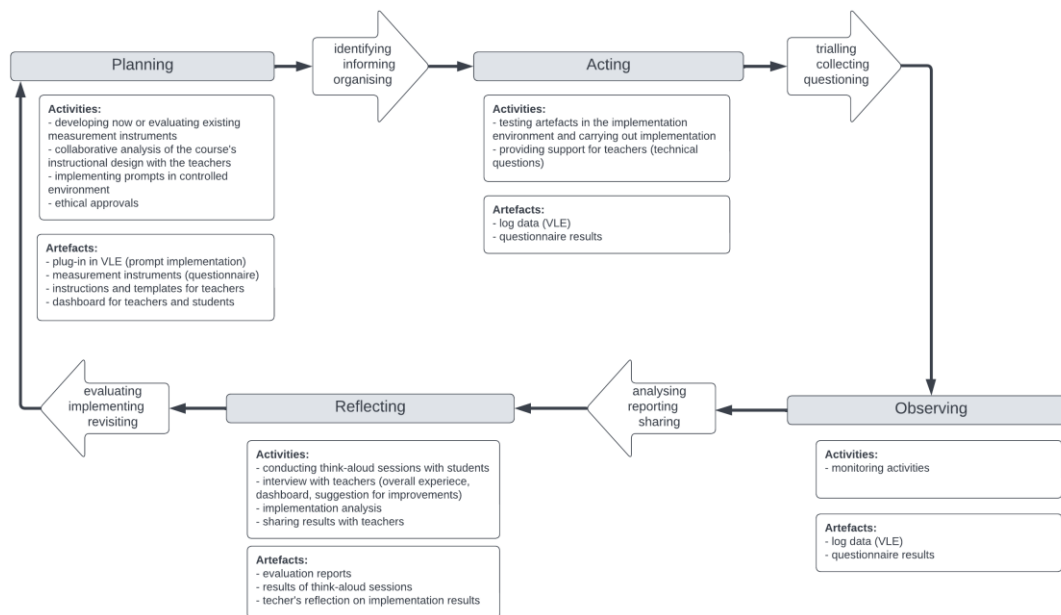 Planning
identifying
informing
organising
Acting
trialling
collecting
questioning
Activities:
- developing now or evaluating existing
measurement instruments
- collaborative analysis of the course's
instructional design with the teachers
- implementing prompts in controlled
environment
- ethical approvals
Artefacts:
- plug-in in VLE (prompt implementation)
- measurement instruments (questionnaire)
- instructions and templates for teachers
- dashboard for teachers and students
Activities:
- testing artefacts in the implementation
environment and carrying out implementation
- providing support for teachers (technical
questions)
Artefacts:
- log data (VLE)
- questionnaire results
evaluating
implementing
revisiting
Reflecting
analysing
reporting
sharing
Observing
Activities:
- conducting think-aloud sessions with students
- interview with teachers (overall experiece,
dashboard, suggestion for improvements)
- implementation analysis
- sharing results with teachers
Artefacts:
- evaluation reports
- results of think-aloud sessions
- techer's reflection on implementation results
Activities:
- monitoring activities
Artefacts:
- log data (VLE)
- questionnaire results